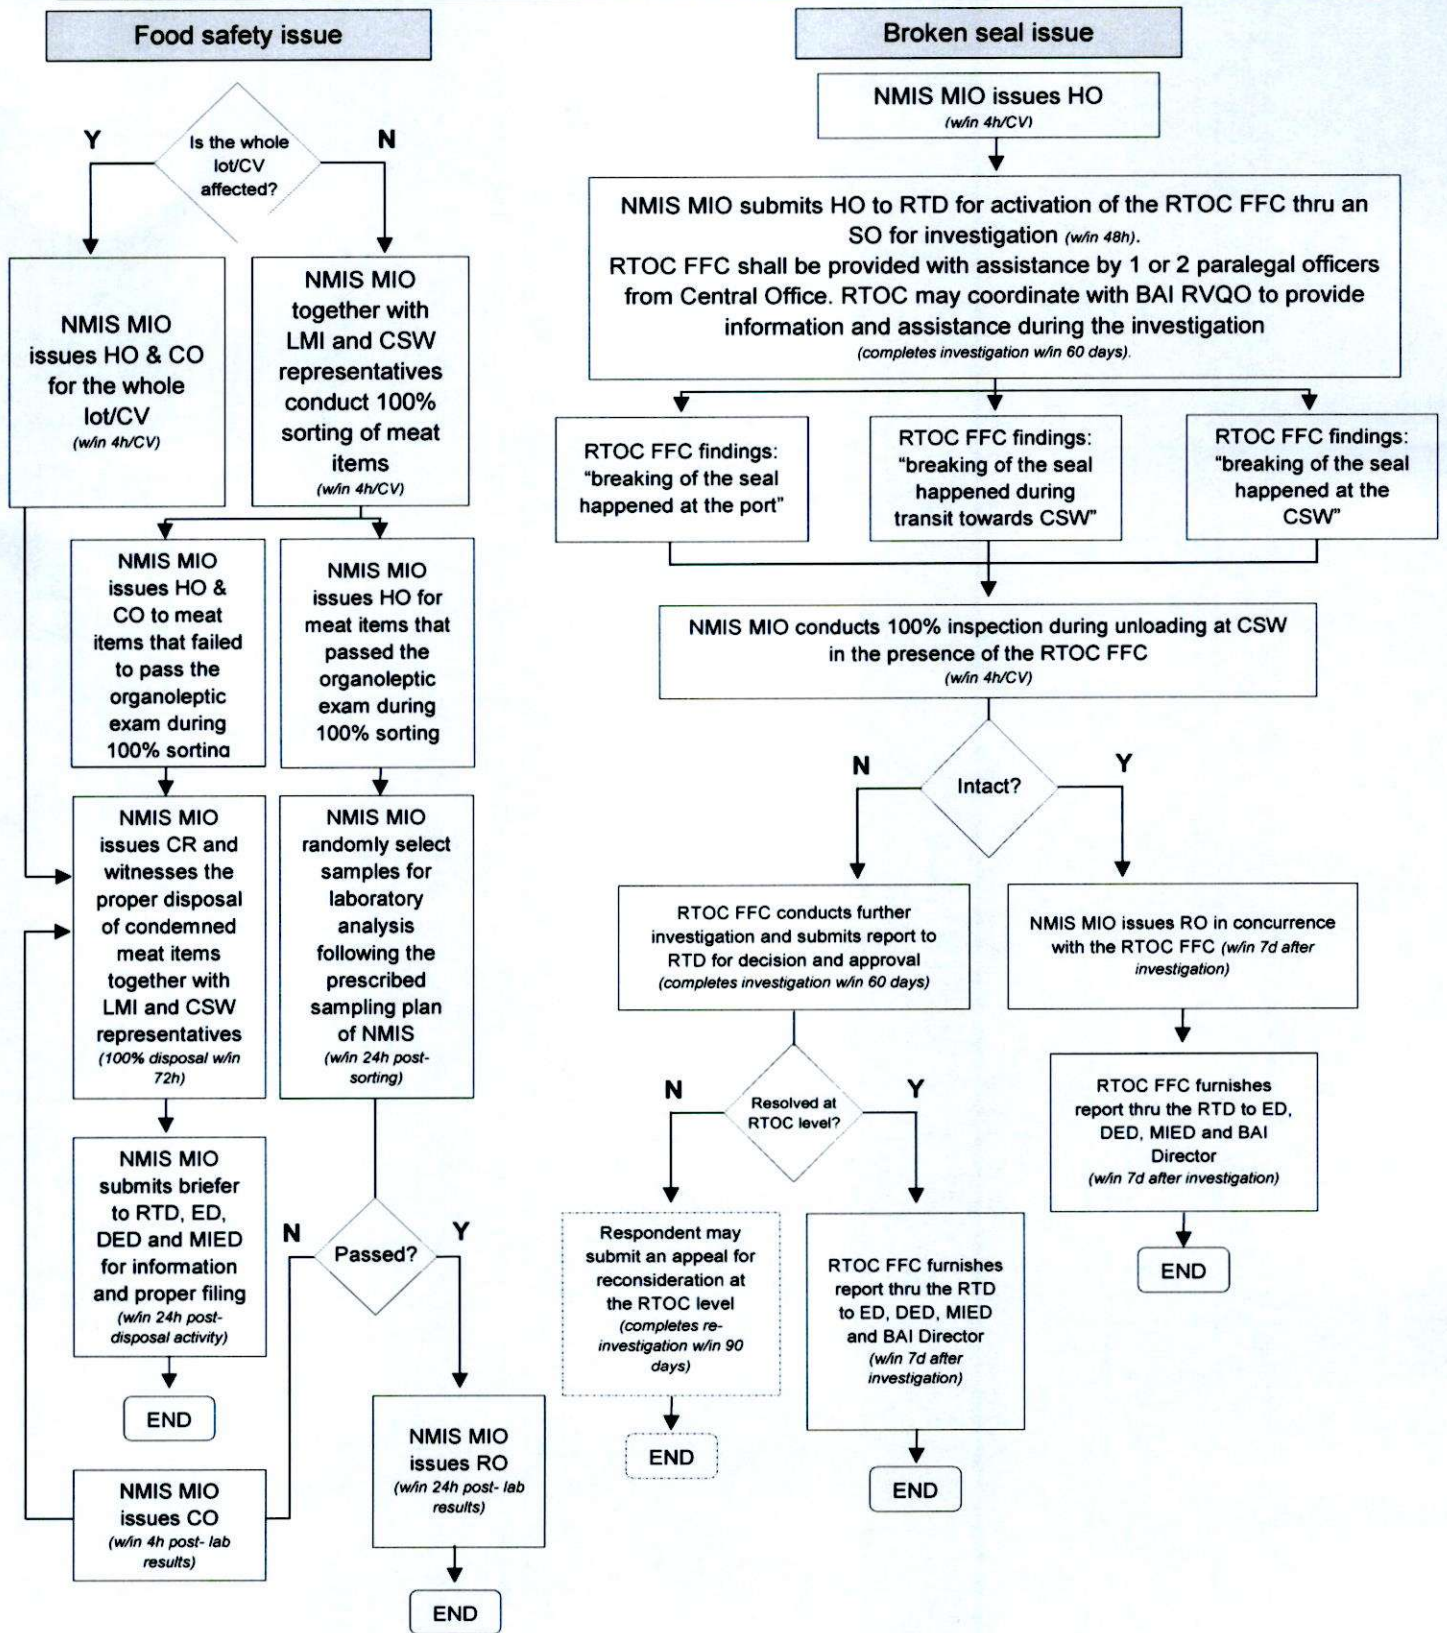 Food safety issue
Is the whole
lot/CV
affected?
Y
N
NMIS MIO
issues HO & CO
for the whole
lot/CV
(w/in 4h/CV)
NMIS MIO
together with
LMI and CSW
representatives
conduct 100%
sorting of meat
items
(w/in 4h/CV)
NMIS MIO
issues HO &
CO to meat
items that failed
to pass the
organoleptic
exam during
100% sorting
NMIS MIO
issues HO for
meat items that
passed the
organoleptic
exam during
100% sorting
NMIS MIO
issues CR and
witnesses the
proper disposal
of condemned
meat items
together with
LMI and CSW
representatives
(100% disposal w/in
72h)
NMIS MIO
randomly select
samples for
laboratory
analysis
following the
prescribed
sampling plan
of NMIS
(w/in 24h post-
sorting)
NMIS MIO
submits briefer
to RTD, ED,
DED and MIED
for information
and proper filing
(w/in 24h post-
disposal activity)
END
N
Passed?
Y
NMIS MIO
issues CO
(w/in 4h post- lab
results)
NMIS MIO
issues RO
(w/in 24h post- lab
results)
END
Broken seal issue
NMIS MIO issues HO
(w/in 4h/CV)
NMIS MIO submits HO to RTD for activation of the RTOC FFC thru an
SO for investigation (w/in 48h).
RTOC FFC shall be provided with assistance by 1 or 2 paralegal officers
from Central Office. RTOC may coordinate with BAI RVQO to provide
information and assistance during the investigation
(completes investigation w/in 60 days).
RTOC FFC findings:
“breaking of the seal
happened at the port”
RTOC FFC findings:
“breaking of the seal
happened during
transit towards CSW”
RTOC FFC findings:
“breaking of the seal
happened at the
CSW”
NMIS MIO conducts 100% inspection during unloading at CSW
in the presence of the RTOC FFC
(w/in 4h/CV)
N
Intact?
Y
RTOC FFC conducts further
investigation and submits report to
RTD for decision and approval
(completes investigation w/in 60 days)
NMIS MIO issues RO in concurrence
with the RTOC FFC (w/in 7d after
investigation)
RTOC FFC furnishes
report thru the RTD to ED,
DED, MIED and BAI
Director
(w/in 7d after investigation)
END
N
Resolved at
RTOC level?
Y
Respondent may
submit an appeal for
reconsideration at
the RTOC level
(completes re-
investigation w/in 90
days)
END
RTOC FFC furnishes
report thru the RTD
to ED, DED, MIED
and BAI Director
(w/in 7d after
investigation)
END